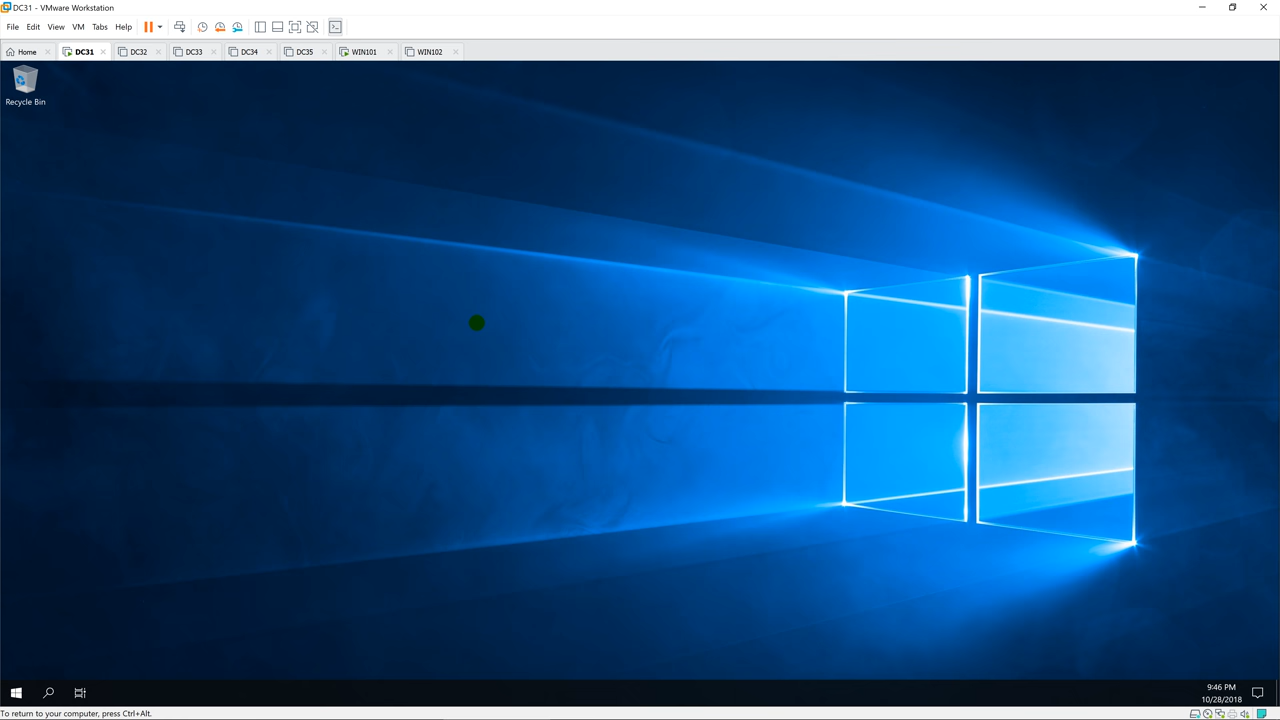 DC31 - VMware Workstation
File Edit View VM Tabs Help
Home DC31 DC32 DC33 DC34 DC35 WIN101 WIN102
Recycle Bin
9:46 PM
10/28/2018
To return to your computer, press Ctrl+Alt.